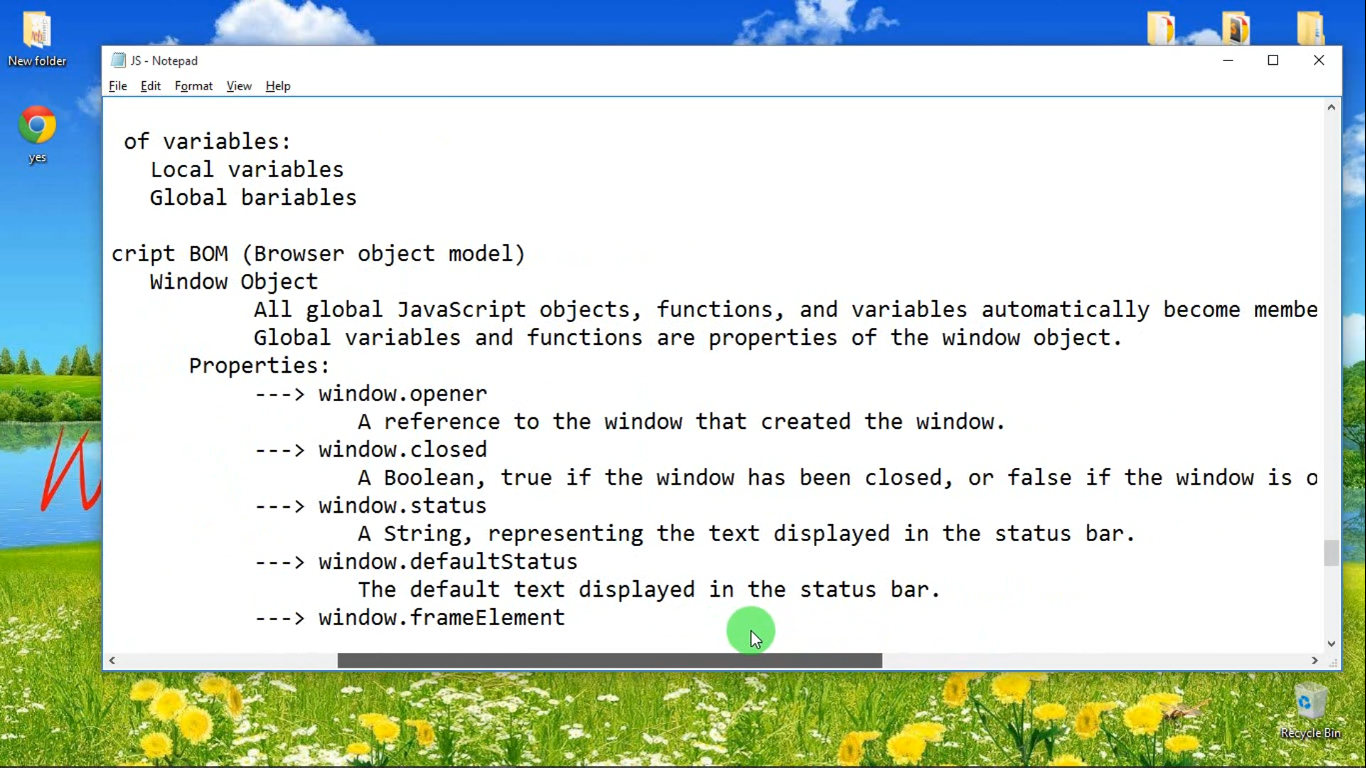 New folder
yes
JS - Notepad
File Edit Format View Help
of variables:
Local variables
Global bariables
cript BOM (Browser object model)
Window Object
All global JavaScript objects, functions, and variables automatically become membe
Global variables and functions are properties of the window object.
Properties:
---> window.opener
A reference to the window that created the window.
---> window.closed
A Boolean, true if the window has been closed, or false if the window is o
---> window.status
A String, representing the text displayed in the status bar.
---> window.defaultStatus
The default text displayed in the status bar.
---> window.frameElement
Recycle Bin